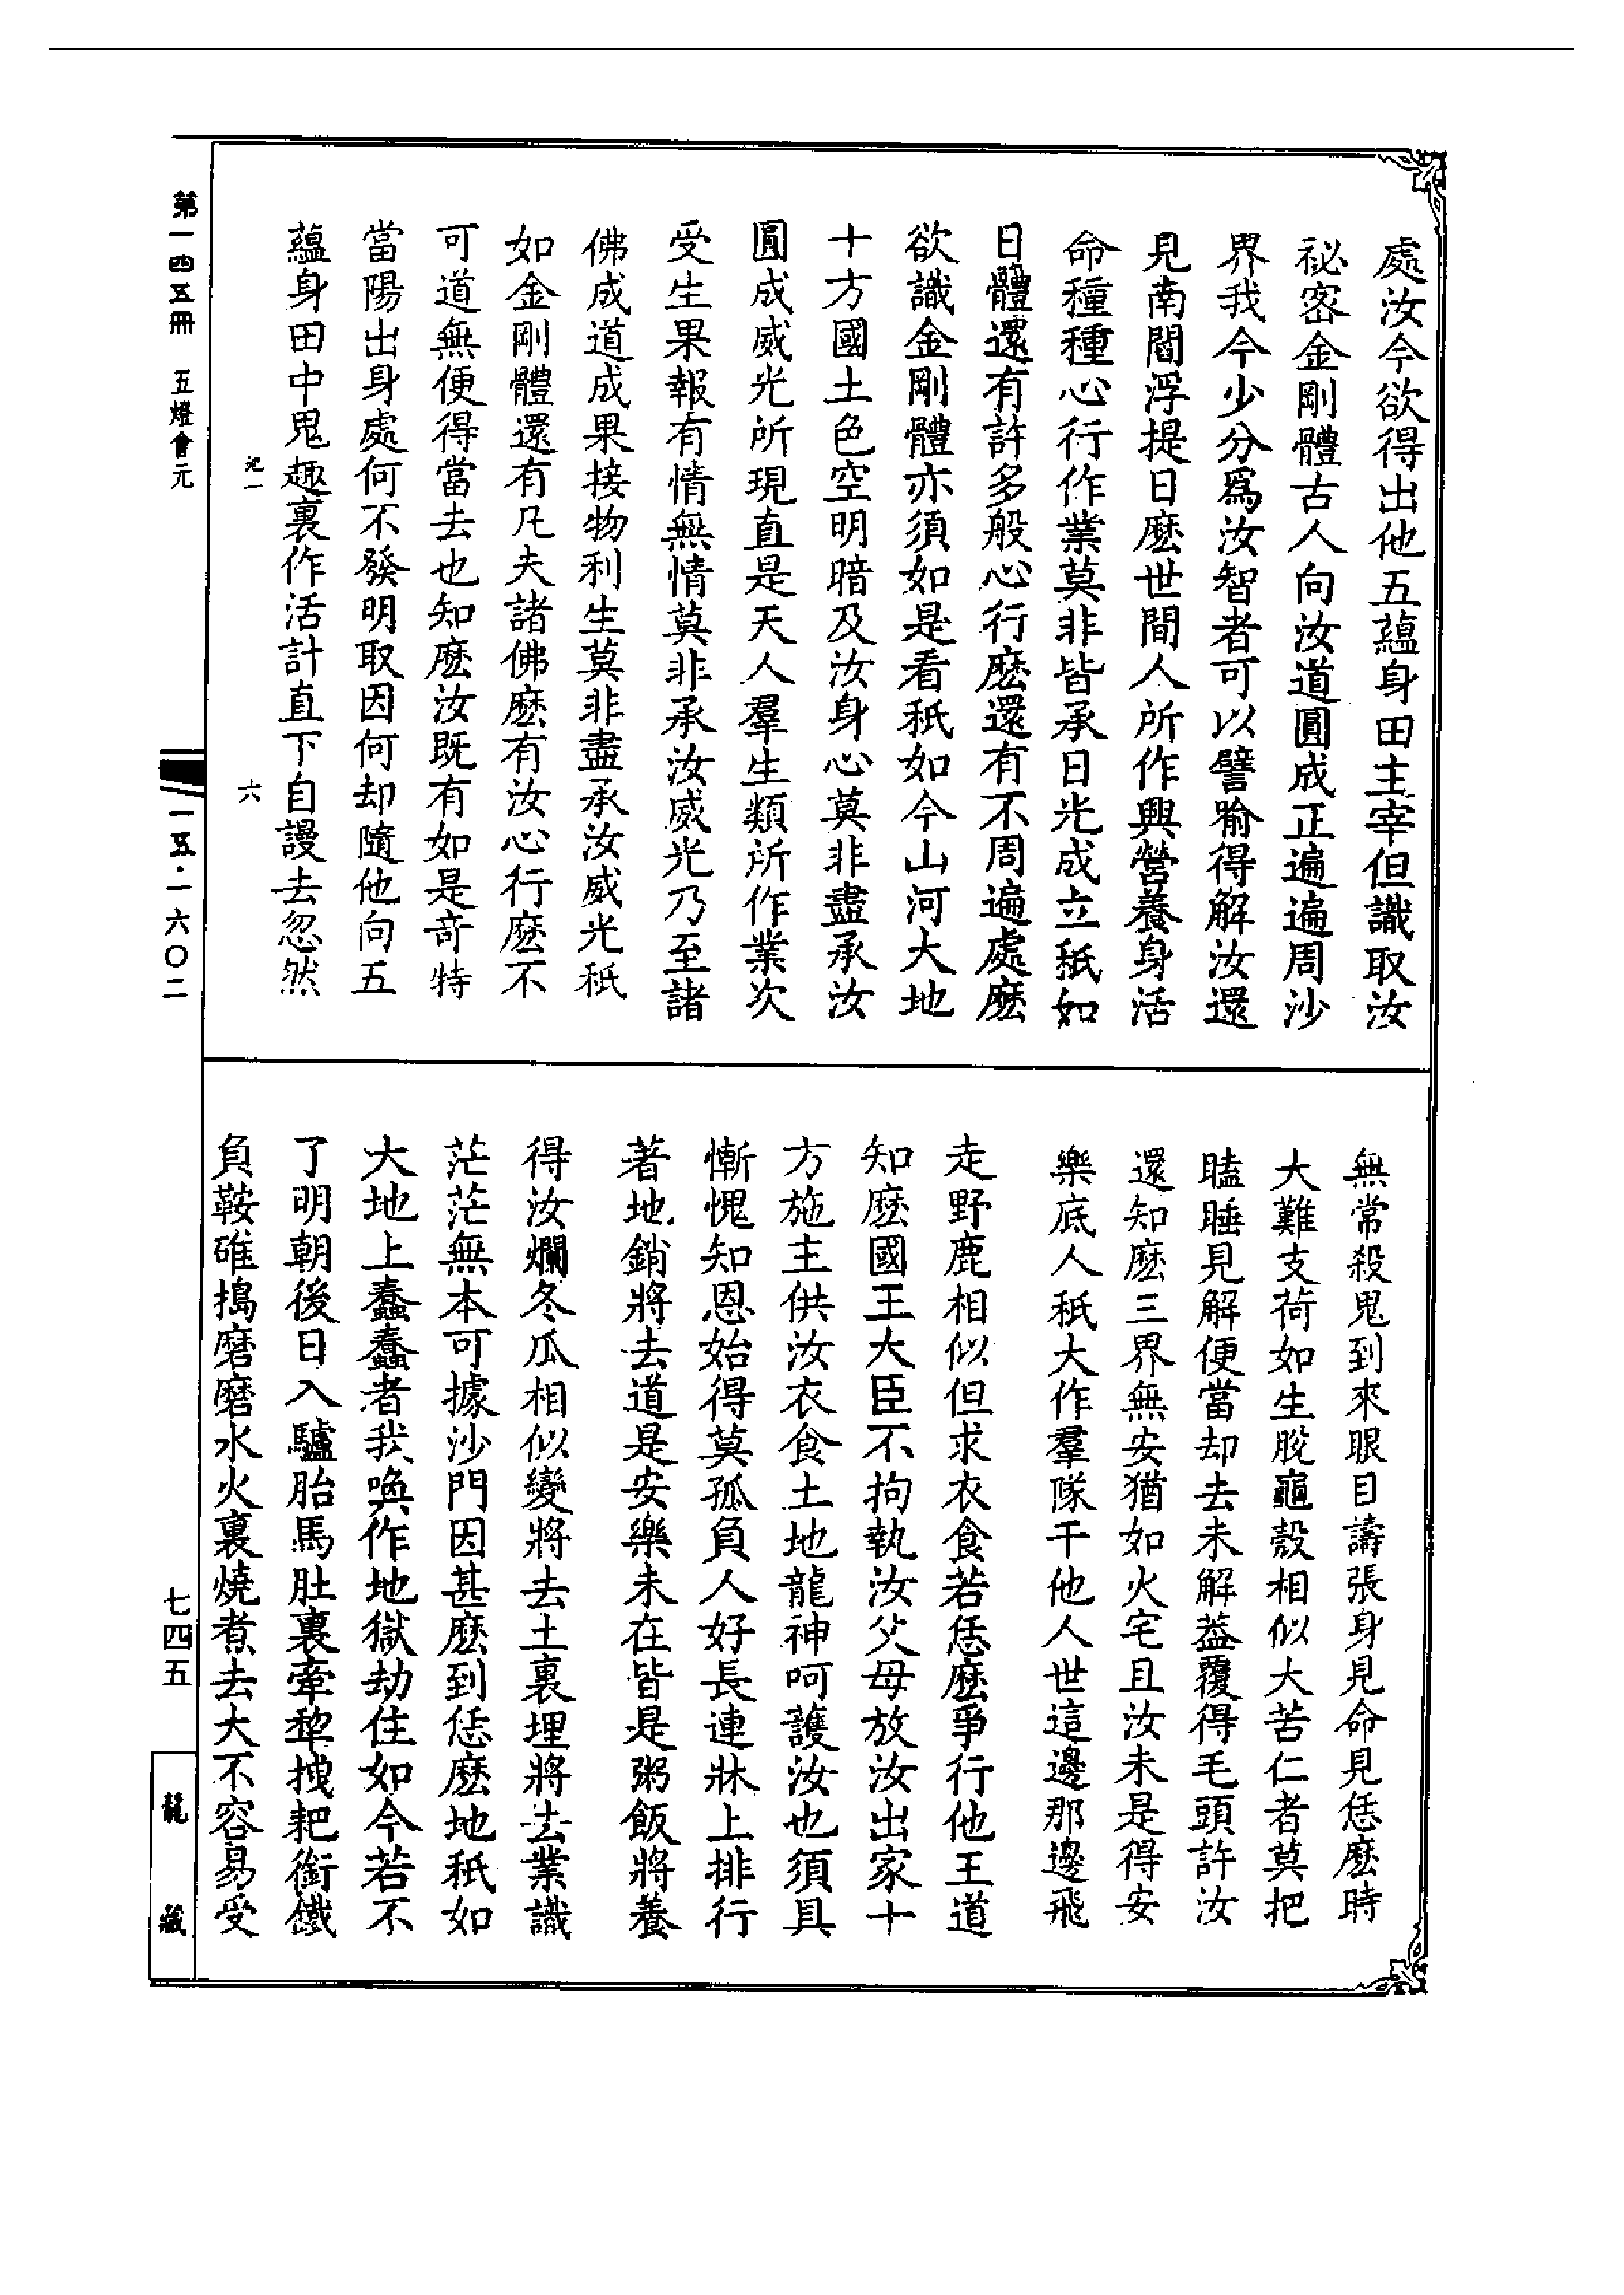 處汝今欲得出他五蘊身田主宰但識取汝
祕密金剛體古人向汝道圓成正遍遍周沙
界我今少分爲汝智者可以譬喻得解汝還
見南閻浮提日麽世間人所作興營養身活
命種種心行作業莫非皆承日光成立秖如
日體還有許多般心行麽還有不周遍處麽
欲識金剛體亦須如是看秖如今山河大地
十方國土色空明暗及汝身心莫非盡承汝
圓成威光所現直是天人羣生類所作業次
受生果報有情無情莫非承汝威光乃至諸
佛成道成果接物利生莫非盡承汝威光秖
如金剛體還有凡夫諸佛麽有汝心行麽不
可道無便得當去也知麽汝既有如是奇特
當陽出身處何不發明取因何却隨他向五
蘊身田中鬼趣裏作活計直下自謾去忽然
六
無常殺鬼到來眼目譸張身見命見恁麽時
大難支荷如生脫龜殼相似大苦仁者莫把
瞌睡見解便當却去未解蓋覆得毛頭許汝
還知麽三界無安猶如火宅且汝未是得安
樂底人秖大作羣隊干他人世這邊那邊飛
走野鹿相似但求衣食若恁麽爭行他王道
知麽國王大臣不拘執汝父母放汝出家十
方施主供汝衣食土地龍神呵護汝也須具
慚愧知恩始得莫孤負人好長連牀上排行
著地銷將去道是安樂未在皆是粥飯將養
得汝爛冬瓜相似變將去土裏埋將去業識
茫茫無本可據沙門因甚麽到恁麽地秖如
大地上蠢蠢者我喚作地獄劫住如今若不
了明朝後日入驢胎馬肚裏牽犂拽耙銜鐵
負鞍碓搗磨磨水火裏燒煮去大不容易受
第一四五冊　五燈會元
一五·一六〇二
七四五
龍藏